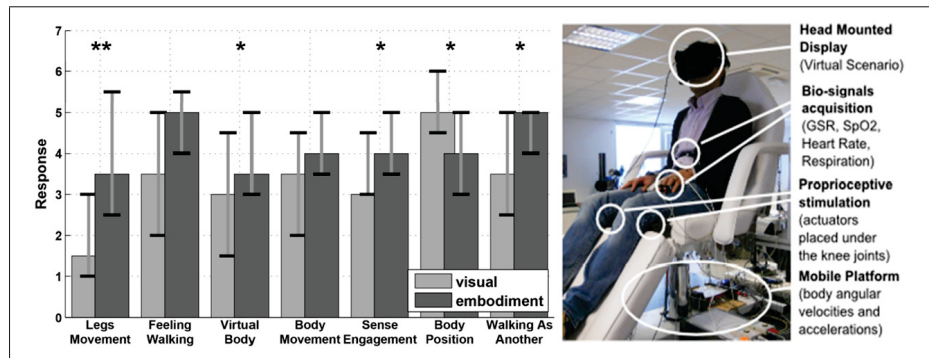 7
6
5
4
3
2
1
0
Response
** * * * *
visual
embodiment
Legs Feeling Virtual Body Sense Body Walking As
Movement Walking Body Movement Engagement Position Another
Head Mounted
Display
(Virtual Scenario)
Bio-signals
acquisition
(GSR, SpO2,
Heart Rate,
Respiration)
Proprioceptive
stimulation
(actuators
placed under
the knee joints)
Mobile Platform
(body angular
velocities and
accelerations)